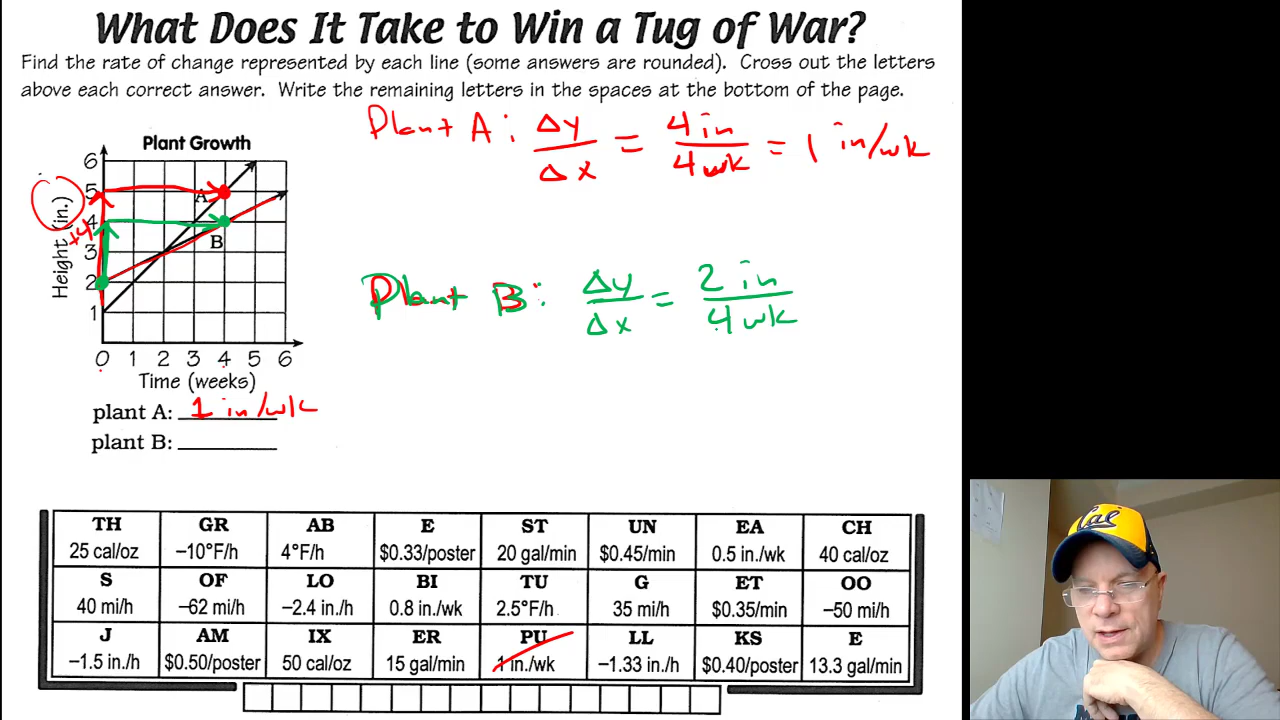 What Does It Take to Win a Tug of War?
Find the rate of change represented by each line (some answers are rounded). Cross out the letters
above each correct answer. Write the remaining letters in the spaces at the bottom of the page.
Plant A: Δy/Δx = 4 in/4 wk = 1 in/wk
Plant Growth
6
5
4
3
2
1
+4
A
B
Height (in.)
0 1 2 3 4 5 6
Time (weeks)
Plant B: Δy/Δx = 2 in/4 wk
plant A: 1 in/wk
plant B:
TH GR AB E ST UN EA CH
25 cal/oz –10°F/h 4°F/h $0.33/poster 20 gal/min $0.45/min 0.5 in./wk 40 cal/oz
S OF LO BI TU G ET OO
40 mi/h –62 mi/h –2.4 in./h 0.8 in./wk 2.5°F/h 35 mi/h $0.35/min –50 mi/h
J AM IX ER PU LL KS E
–1.5 in./h $0.50/poster 50 cal/oz 15 gal/min 1 in./wk –1.33 in./h $0.40/poster 13.3 gal/min
Cal